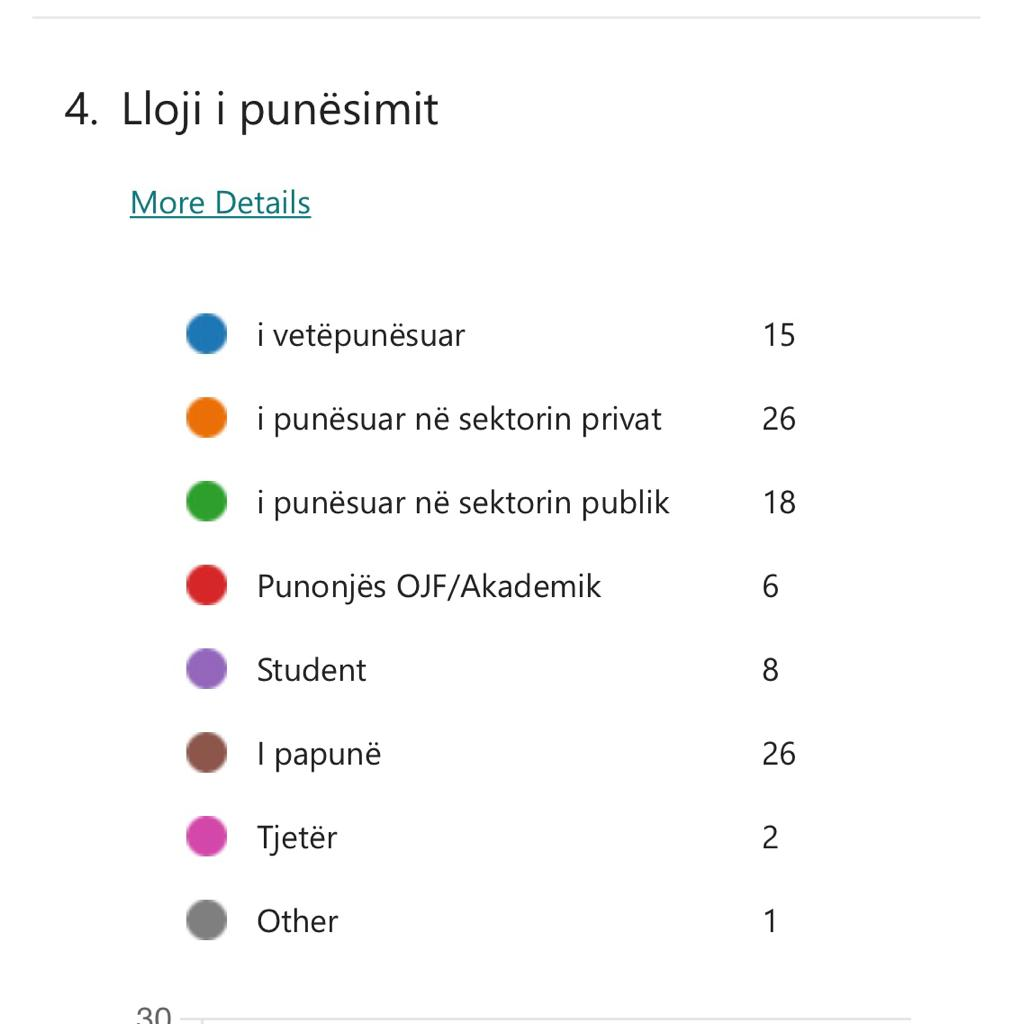 4. Lloji i punësimit
More Details
i vetëpunësuar 15
i punësuar në sektorin privat 26
i punësuar në sektorin publik 18
Punonjës OJF/Akademik 6
Student 8
I papunë 26
Tjetër 2
Other 1
30